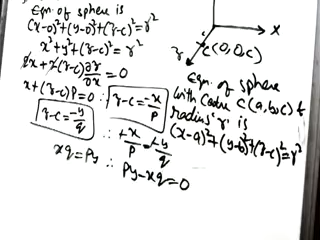 Eqn. of sphere is
(x-0)²+(y-0)²+(z-c)²=r²
x²+y²+(z-c)²=r²
2x+2(z-c)∂z/∂x=0
x+(z-c)p=0 ∴ z-c=-x/p
z-c=-y/q ∴ -x/p=-y/q
xq=py ∴ py-xq=0
x
c(0,0,c)
z
Eqn. of sphere
with centre C(a,b,c) &
radius 'r' is
(x-a)²+(y-b)²+(z-c)²=r²